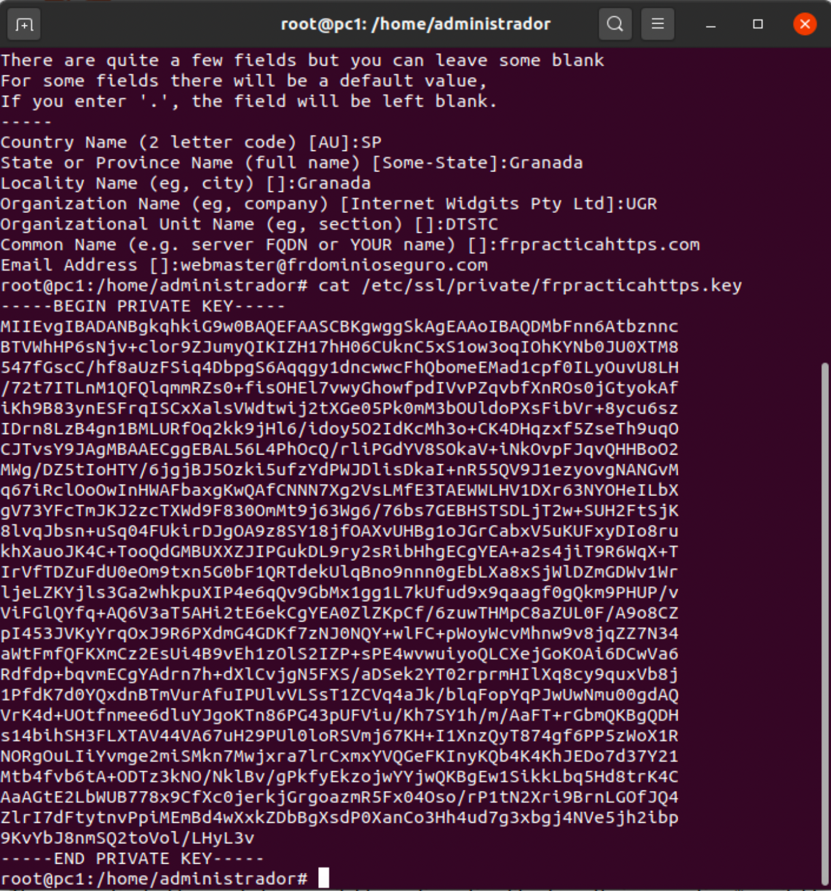 root@pc1: /home/administrador
There are quite a few fields but you can leave some blank
For some fields there will be a default value,
If you enter '.', the field will be left blank.
-----
Country Name (2 letter code) [AU]:SP
State or Province Name (full name) [Some-State]:Granada
Locality Name (eg, city) []:Granada
Organization Name (eg, company) [Internet Widgits Pty Ltd]:UGR
Organizational Unit Name (eg, section) []:DTSTC
Common Name (e.g. server FQDN or YOUR name) []:frpracticahttps.com
Email Address []:webmaster@frdominioseguro.com
root@pc1:/home/administrador# cat /etc/ssl/private/frpracticahttps.key
-----BEGIN PRIVATE KEY-----
MIIEvgIBADANBgkqhkiG9w0BAQEFAASCBKgwggSkAgEAAoIBAQDMbFnn6Atbznnc
BTVWhHP6sNjv+clor9ZJumyQIKIZH17hH06CUknC5xS1ow3oqIOhKYNb0JU0XTM8
547fGscC/hf8aUzFSiq4DbpgS6Aqqgy1dncwwcFhQbomeEMad1cpf0ILyOuvU8LH
/72t7ITLnM1QFQlqmmRZs0+fisOHEl7vwyGhowfpdIVvPZqvbfXnROs0jGtyokAf
iKh9B83ynESFrqISCxXalsVWdtwij2tXGe05Pk0mM3bOUldoPXsFibVr+8ycu6sz
IDrn8LzB4gn1BMLURfOq2kk9jHl6/idoy5O2IdKcMh3o+CK4DHqzxf5ZseTh9uqO
CJTvsY9JAgMBAAECggEBAL56L4PhOcQ/rliPGdYV8SOkaV+iNkOvpFJqvQHHBoO2
MWg/DZ5tIoHTY/6jgjBJ5Ozki5ufzYdPWJDlisDkaI+nR55QV9J1ezyovgNANGvM
q67iRclOoOwInHWAFbaxgKwQAfCNNN7Xg2VsLMfE3TAEWWLHV1DXr63NYOHeILbX
gV73YFcTmJKJ2zcTXWd9F830OmMt9j63Wg6/76bs7GEBHSTSDLjT2w+SUH2FtSjK
8lvqJbsn+uSq04FUkirDJgOA9z8SY18jfOAXvUHBg1oJGrCabxV5uKUFxyDIo8ru
khXauoJK4C+TooQdGMBUXXZJIPGukDL9ry2sRibHhgECgYEA+a2s4jiT9R6WqX+T
IrVfTDZuFdU0eOm9txn5G0bF1QRTdekUlqBno9nnn0gEbLXa8xSjWlDZmGDWv1Wr
ljeLZKYjls3Ga2whkpuXIP4e6qQv9GbMx1gg1L7kUfud9x9qaagf0gQkm9PHUP/v
ViFGlQYfq+AQ6V3aT5AHi2tE6ekCgYEA0ZlZKpCf/6zuwTHMpC8aZUL0F/A9o8CZ
pI453JVKyYrqOxJ9R6PXdmG4GDKf7zNJ0NQY+wlFC+pWoyWcvMhnw9v8jqZZ7N34
aWtFmfQFKXmCz2EsUi4B9vEh1zOlS2IZP+sPE4wvwuiyoQLCXejGoKOAi6DCwVa6
Rdfdp+bqvmECgYAdrn7h+dXlCvjgN5FXS/aDSek2YT02rprmHIlXq8cy9quxVb8j
1PfdK7d0YQxdnBTmVurAfuIPUlvVLSsT1ZCVq4aJk/blqFopYqPJwUwNmu00gdAQ
VrK4d+UOtfnmee6dluYJgoKTn86PG43pUFViu/Kh7SY1h/m/AaFT+rGbmQKBgQDH
s14bihSH3FLXTAV44VA67uH29PUl0loRSVmj67KH+I1XnzQyT874gf6PP5zWoX1R
NORgOuLIiYvmge2miSMkn7Mwjxra7lrCxmxYVQGeFKInyKQb4K4KhJEDo7d37Y21
Mtb4fvb6tA+ODTz3kNO/NklBv/gPkfyEkzojwYYjwQKBgEw1SikkLbq5Hd8trK4C
AaAGtE2LbWUB778x9CfXc0jerkjGrgoazmR5Fx04Oso/rP1tN2Xri9BrnLGOfJQ4
ZlrI7dFtytnvPpiMEmBd4wXxkZDbBgXsdP0XanCo3Hh4ud7g3xbgj4NVe5jh2ibp
9KvYbJ8nmSQ2toVol/LHyL3v
-----END PRIVATE KEY-----
root@pc1:/home/administrador#